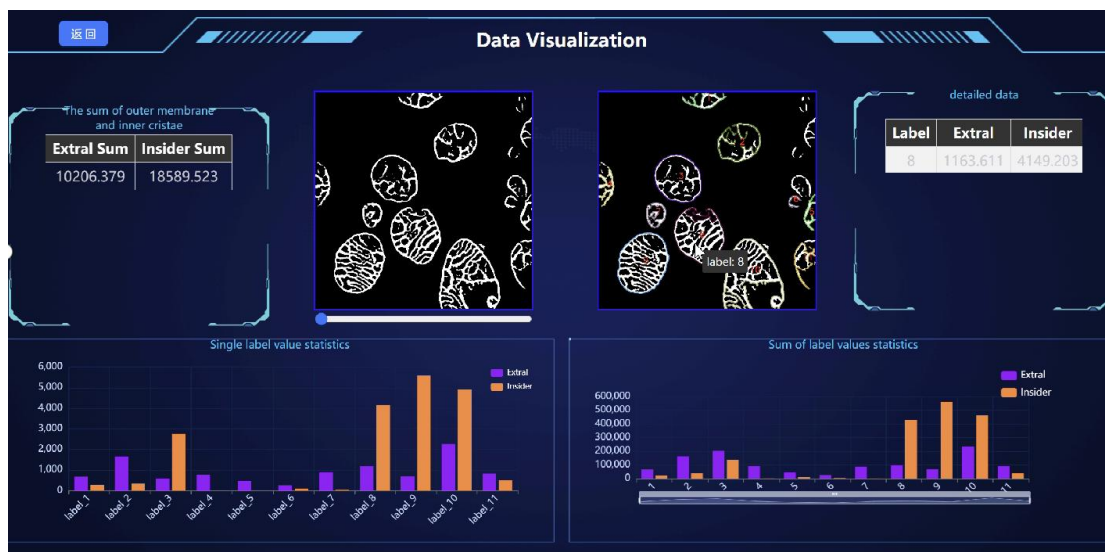 返回
Data Visualization
The sum of outer membrane
and inner cristae
Extral Sum Insider Sum
10206.379 18589.523
label: 8
detailed data
Label Extral Insider
8 1163.611 4149.203
Single label value statistics
Extral
Insider
6,000
5,000
4,000
3,000
2,000
1,000
0
label_1 label_2 label_3 label_4 label_5 label_6 label_7 label_8 label_9 label_10 label_11
Sum of label values statistics
Extral
Insider
600,000
500,000
400,000
300,000
200,000
100,000
0
1 2 3 4 5 6 7 8 9 10 11